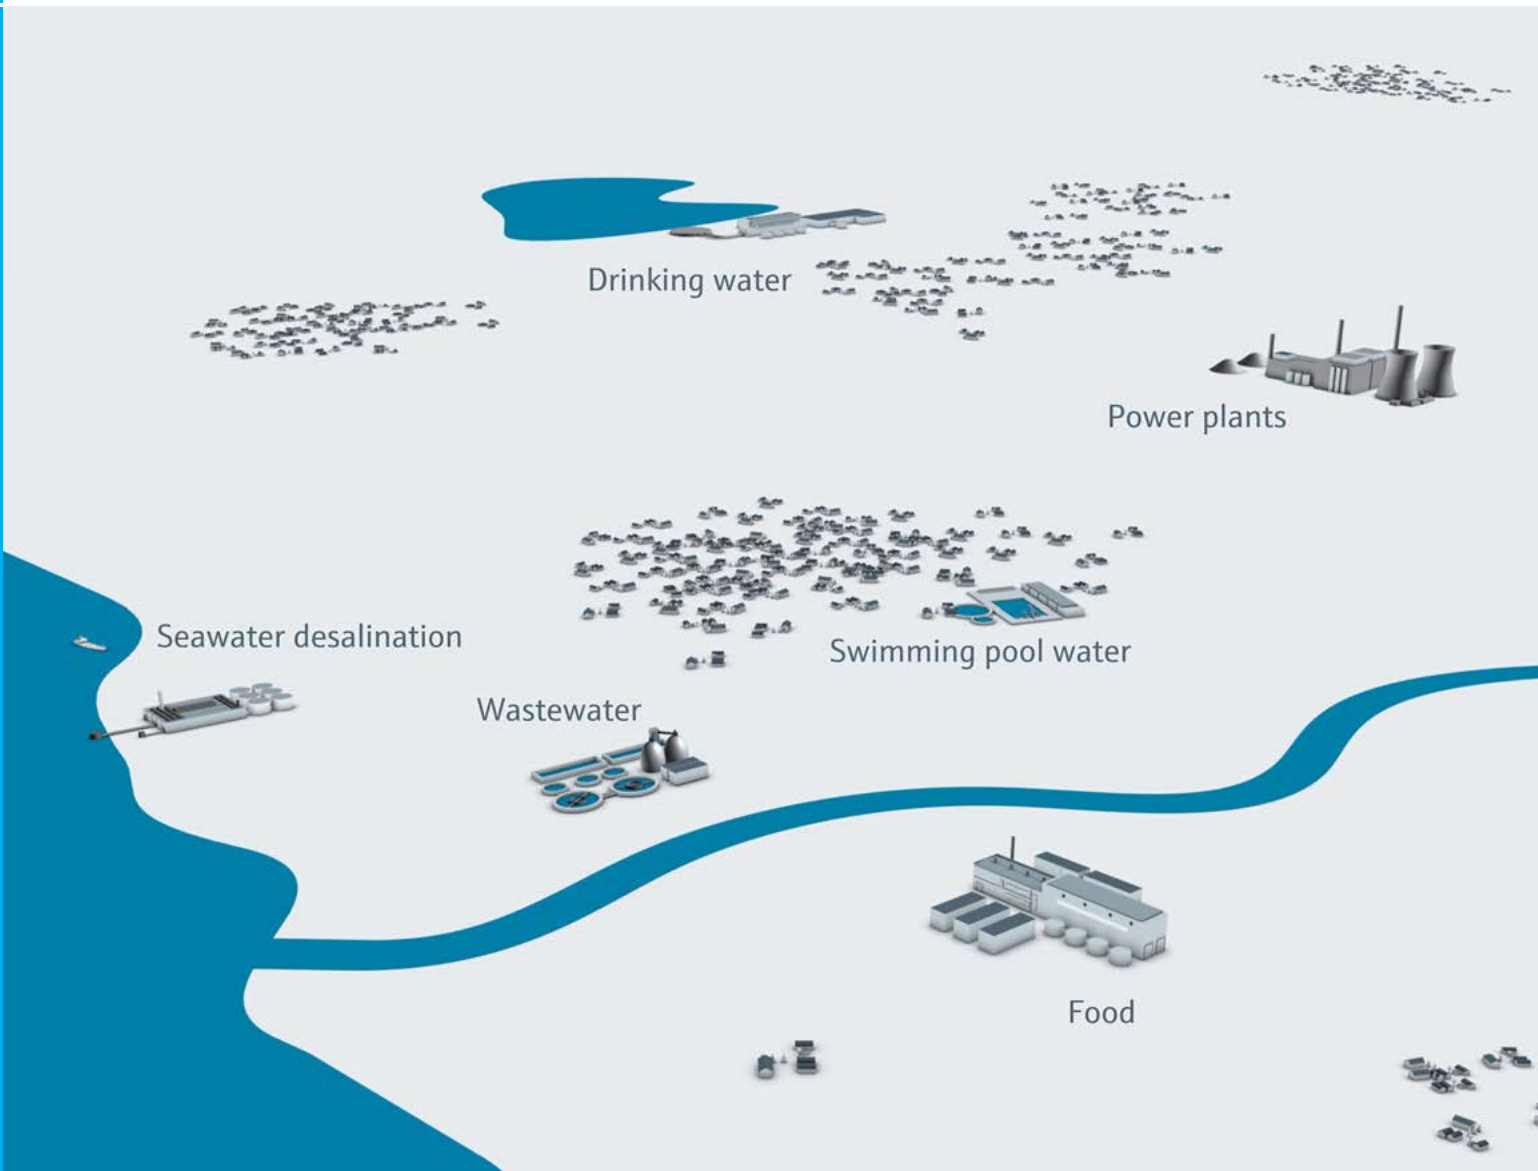 Drinking water
Power plants
Seawater desalination
Swimming pool water
Wastewater
Food